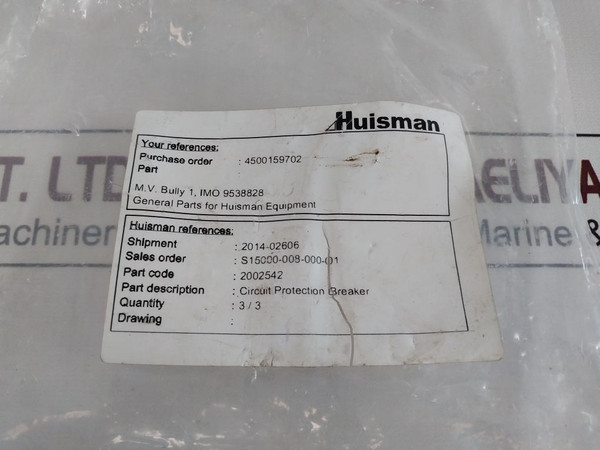 Huisman
Your references:
Purchase order : 4500159702
Part
M.V. Bully 1, IMO 9538828
General Parts for Huisman Equipment
Huisman references:
Shipment : 2014-02606
Sales order : S15000-008-000-01
Part code : 2002542
Part description : Circuit Protection Breaker
Quantity : 3 / 3
Drawing :
T. LTD
AELIYA
achiner
Marine